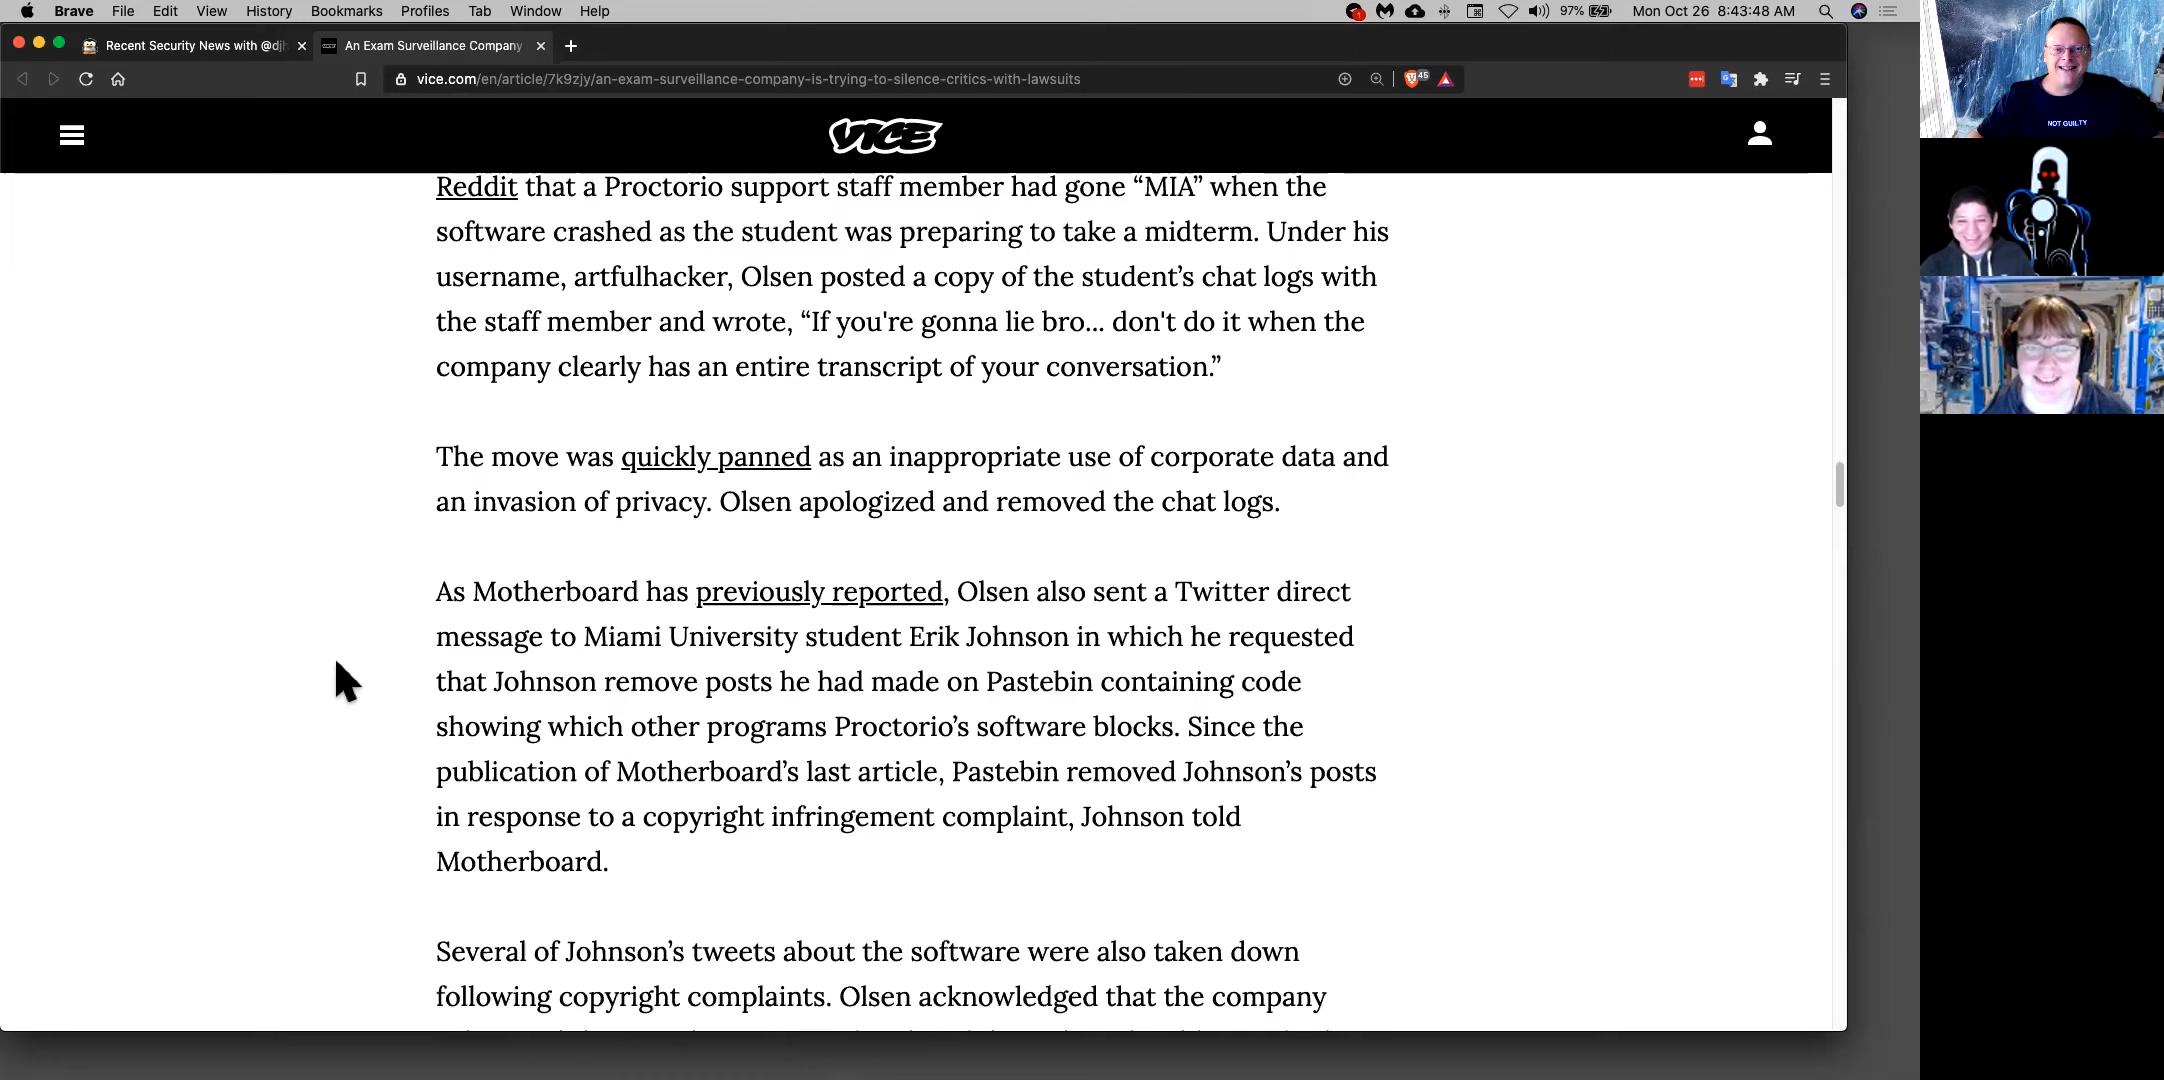 Brave File Edit View History Bookmarks Profiles Tab Window Help
1 97% Mon Oct 26 8:43:48 AM
Recent Security News with @djh
An Exam Surveillance Company
vice.com/en/article/7k9zjy/an-exam-surveillance-company-is-trying-to-silence-critics-with-lawsuits
45
VICE
NOT GUILTY
Reddit that a Proctorio support staff member had gone “MIA” when the
software crashed as the student was preparing to take a midterm. Under his
username, artfulhacker, Olsen posted a copy of the student’s chat logs with
the staff member and wrote, “If you're gonna lie bro... don't do it when the
company clearly has an entire transcript of your conversation.”
The move was quickly panned as an inappropriate use of corporate data and
an invasion of privacy. Olsen apologized and removed the chat logs.
As Motherboard has previously reported, Olsen also sent a Twitter direct
message to Miami University student Erik Johnson in which he requested
that Johnson remove posts he had made on Pastebin containing code
showing which other programs Proctorio’s software blocks. Since the
publication of Motherboard’s last article, Pastebin removed Johnson’s posts
in response to a copyright infringement complaint, Johnson told
Motherboard.
Several of Johnson’s tweets about the software were also taken down
following copyright complaints. Olsen acknowledged that the company